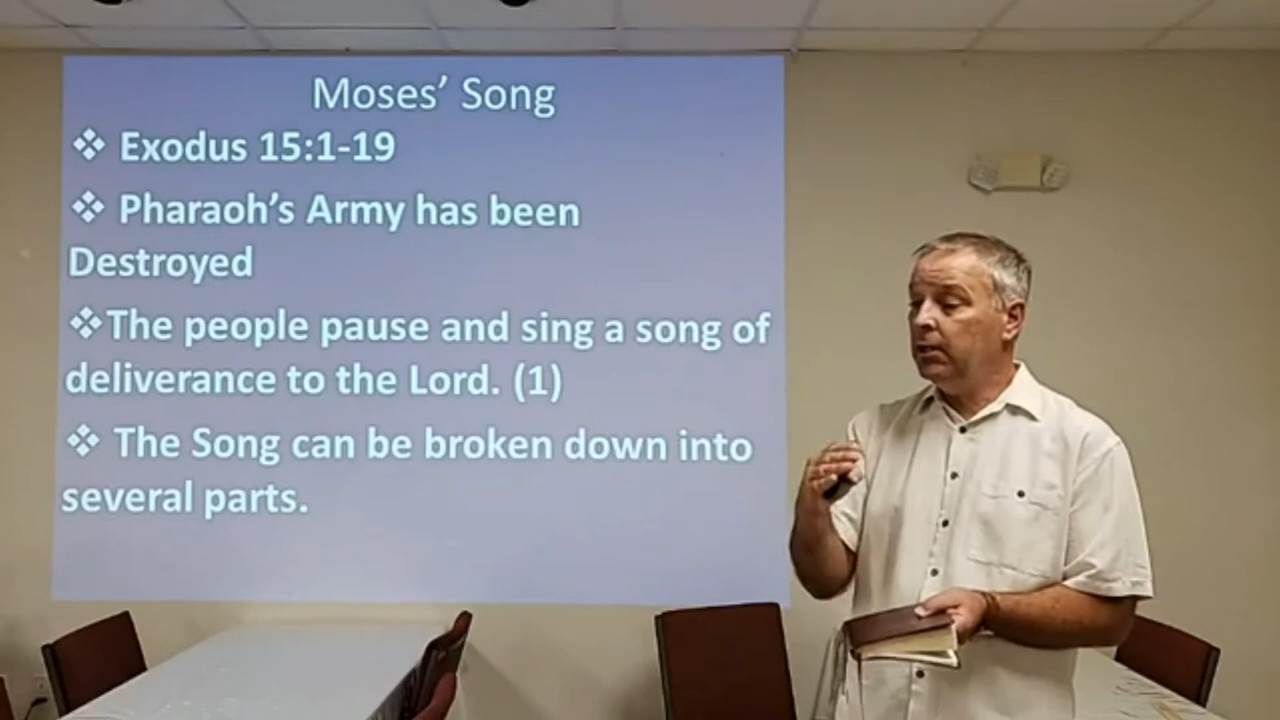 Moses’ Song
❖ Exodus 15:1-19
❖ Pharaoh’s Army has been
Destroyed
❖The people pause and sing a song of
deliverance to the Lord. (1)
❖ The Song can be broken down into
several parts.